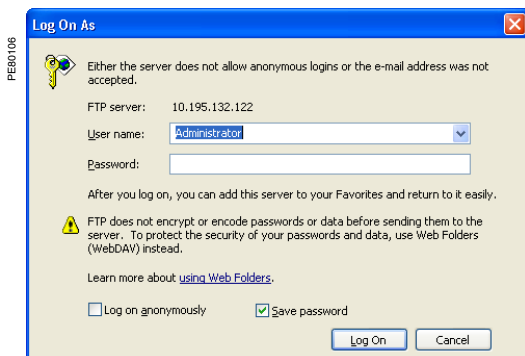 PE80106
Log On As
Either the server does not allow anonymous logins or the e-mail address was not
accepted.
FTP server: 10.195.132.122
User name: Administrator
Password:
After you log on, you can add this server to your Favorites and return to it easily.
FTP does not encrypt or encode passwords or data before sending them to the
server. To protect the security of your passwords and data, use Web Folders
(WebDAV) instead.
Learn more about using Web Folders.
Log on anonymously Save password
Log On Cancel